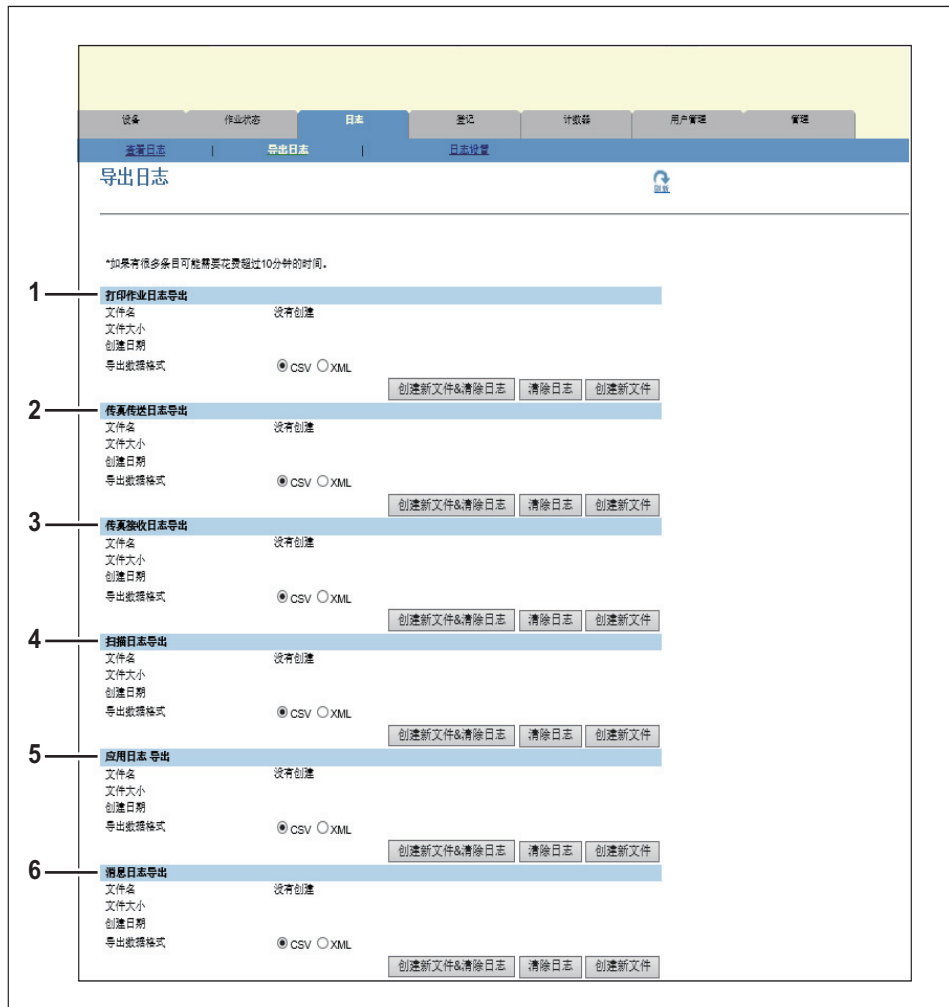 设备 作业状态 日志 登记 计数器 用户管理 管理
查看日志 | 导出日志 | 日志设置
导出日志 刷新
*如果有很多条目可能需要花费超过10分钟的时间。
1 打印作业日志导出
文件名 没有创建
文件大小
创建日期
导出数据格式 CSV XML
创建新文件&清除日志 清除日志 创建新文件
2 传真传送日志导出
文件名 没有创建
文件大小
创建日期
导出数据格式 CSV XML
创建新文件&清除日志 清除日志 创建新文件
3 传真接收日志导出
文件名 没有创建
文件大小
创建日期
导出数据格式 CSV XML
创建新文件&清除日志 清除日志 创建新文件
4 扫描日志导出
文件名 没有创建
文件大小
创建日期
导出数据格式 CSV XML
创建新文件&清除日志 清除日志 创建新文件
5 应用日志 导出
文件名 没有创建
文件大小
创建日期
导出数据格式 CSV XML
创建新文件&清除日志 清除日志 创建新文件
6 消息日志导出
文件名 没有创建
文件大小
创建日期
导出数据格式 CSV XML
创建新文件&清除日志 清除日志 创建新文件